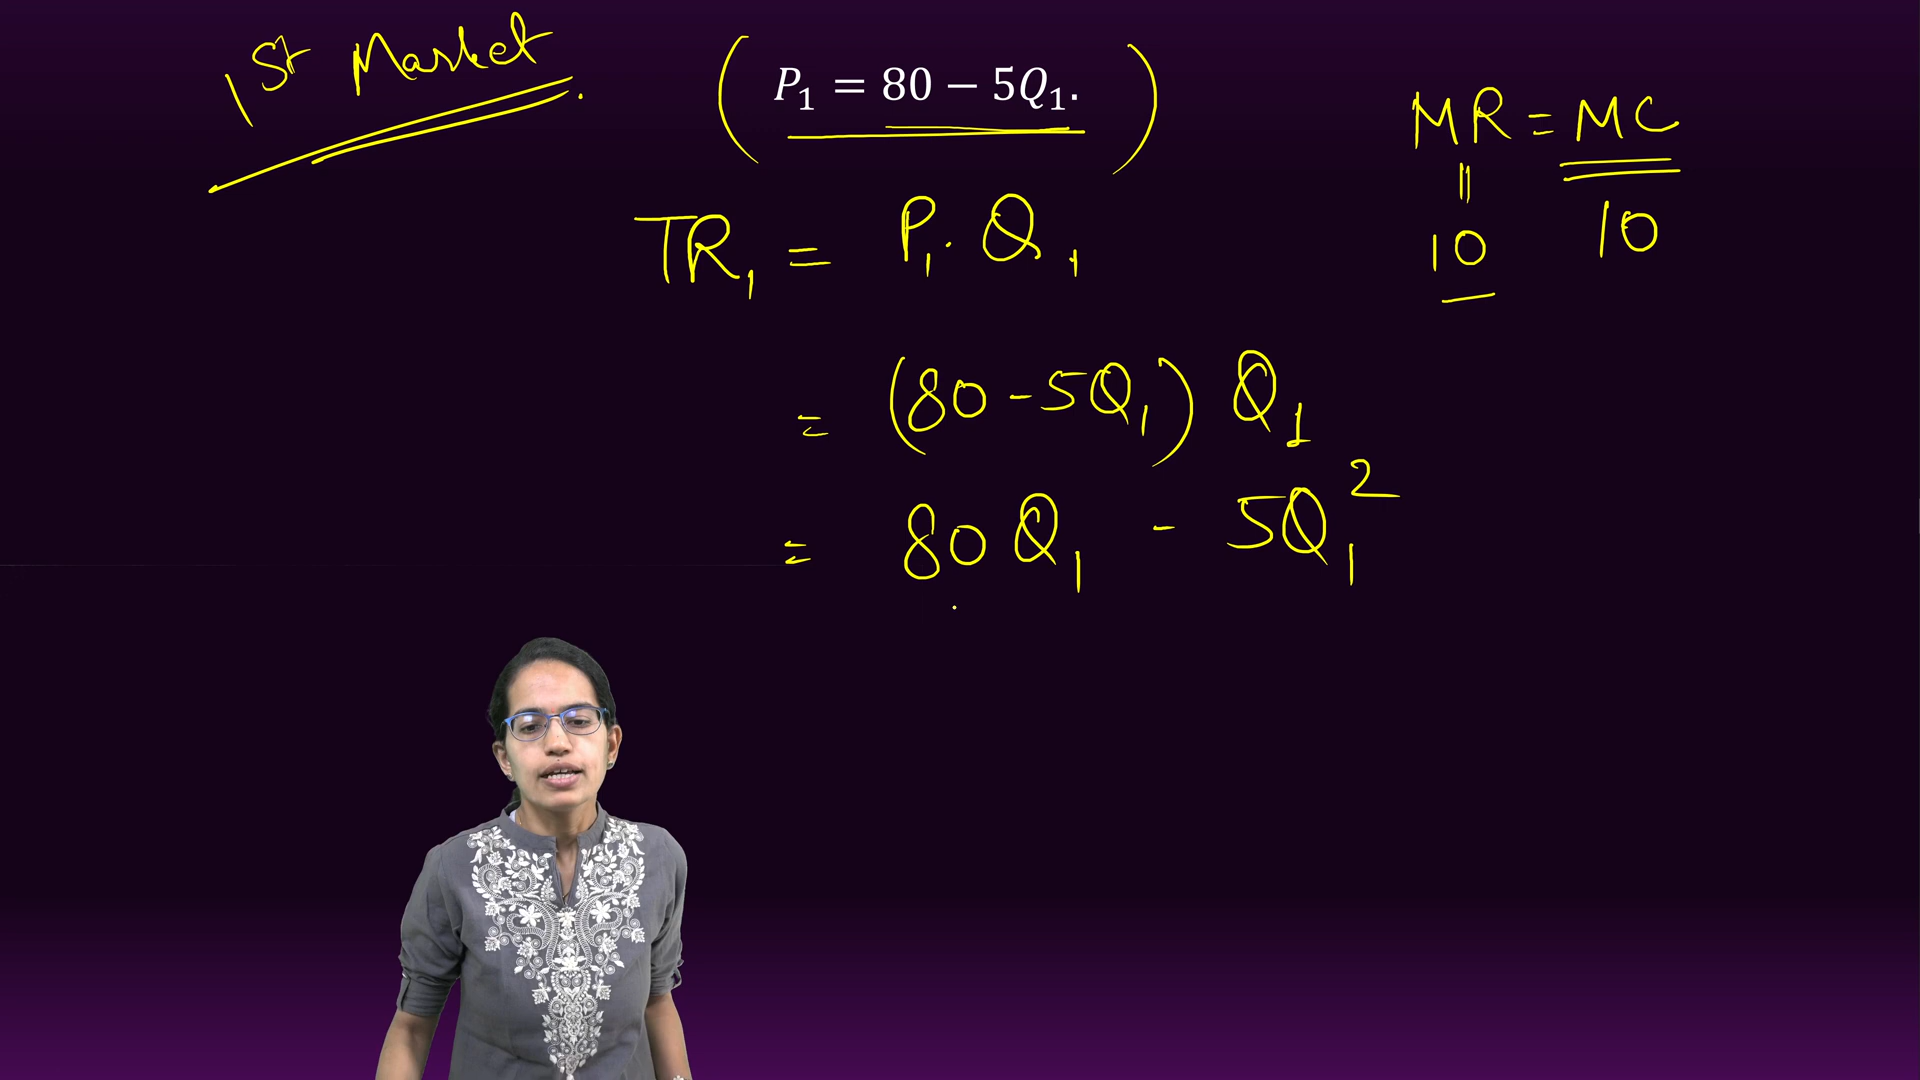 1st Market.
(P₁ = 80 − 5Q₁.)
MR = MC
||
10 10
TR₁ = P₁ . Q₁
= (80 - 5Q₁) Q₁
= 80Q₁ - 5Q₁²